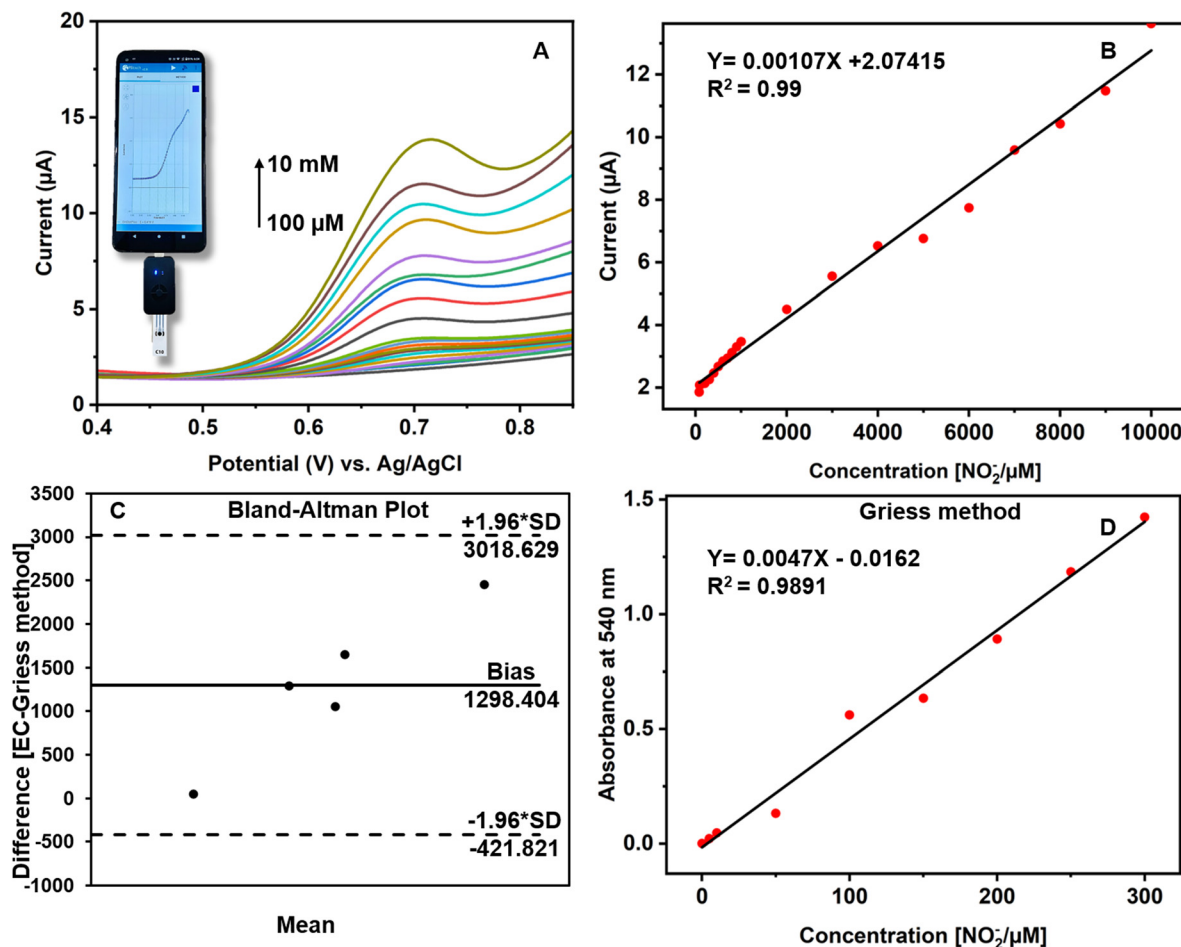 A
20
15
10
5
0
Current (µA)
10 mM
100 µM
C10
0.4 0.5 0.6 0.7 0.8
Potential (V) vs. Ag/AgCl
B
Y= 0.00107X +2.07415
R² = 0.99
12
10
8
6
4
2
Current (µA)
0 2000 4000 6000 8000 10000
Concentration [NO₂⁻/µM]
C
Bland-Altman Plot
3500
3000
2500
2000
1500
1000
500
0
-500
-1000
Difference [EC-Griess method]
+1.96*SD
3018.629
Bias
1298.404
-1.96*SD
-421.821
Mean
Griess method
D
Y= 0.0047X - 0.0162
R² = 0.9891
1.5
1.0
0.5
0.0
Absorbance at 540 nm
0 100 200 300
Concentration [NO₂⁻/µM]